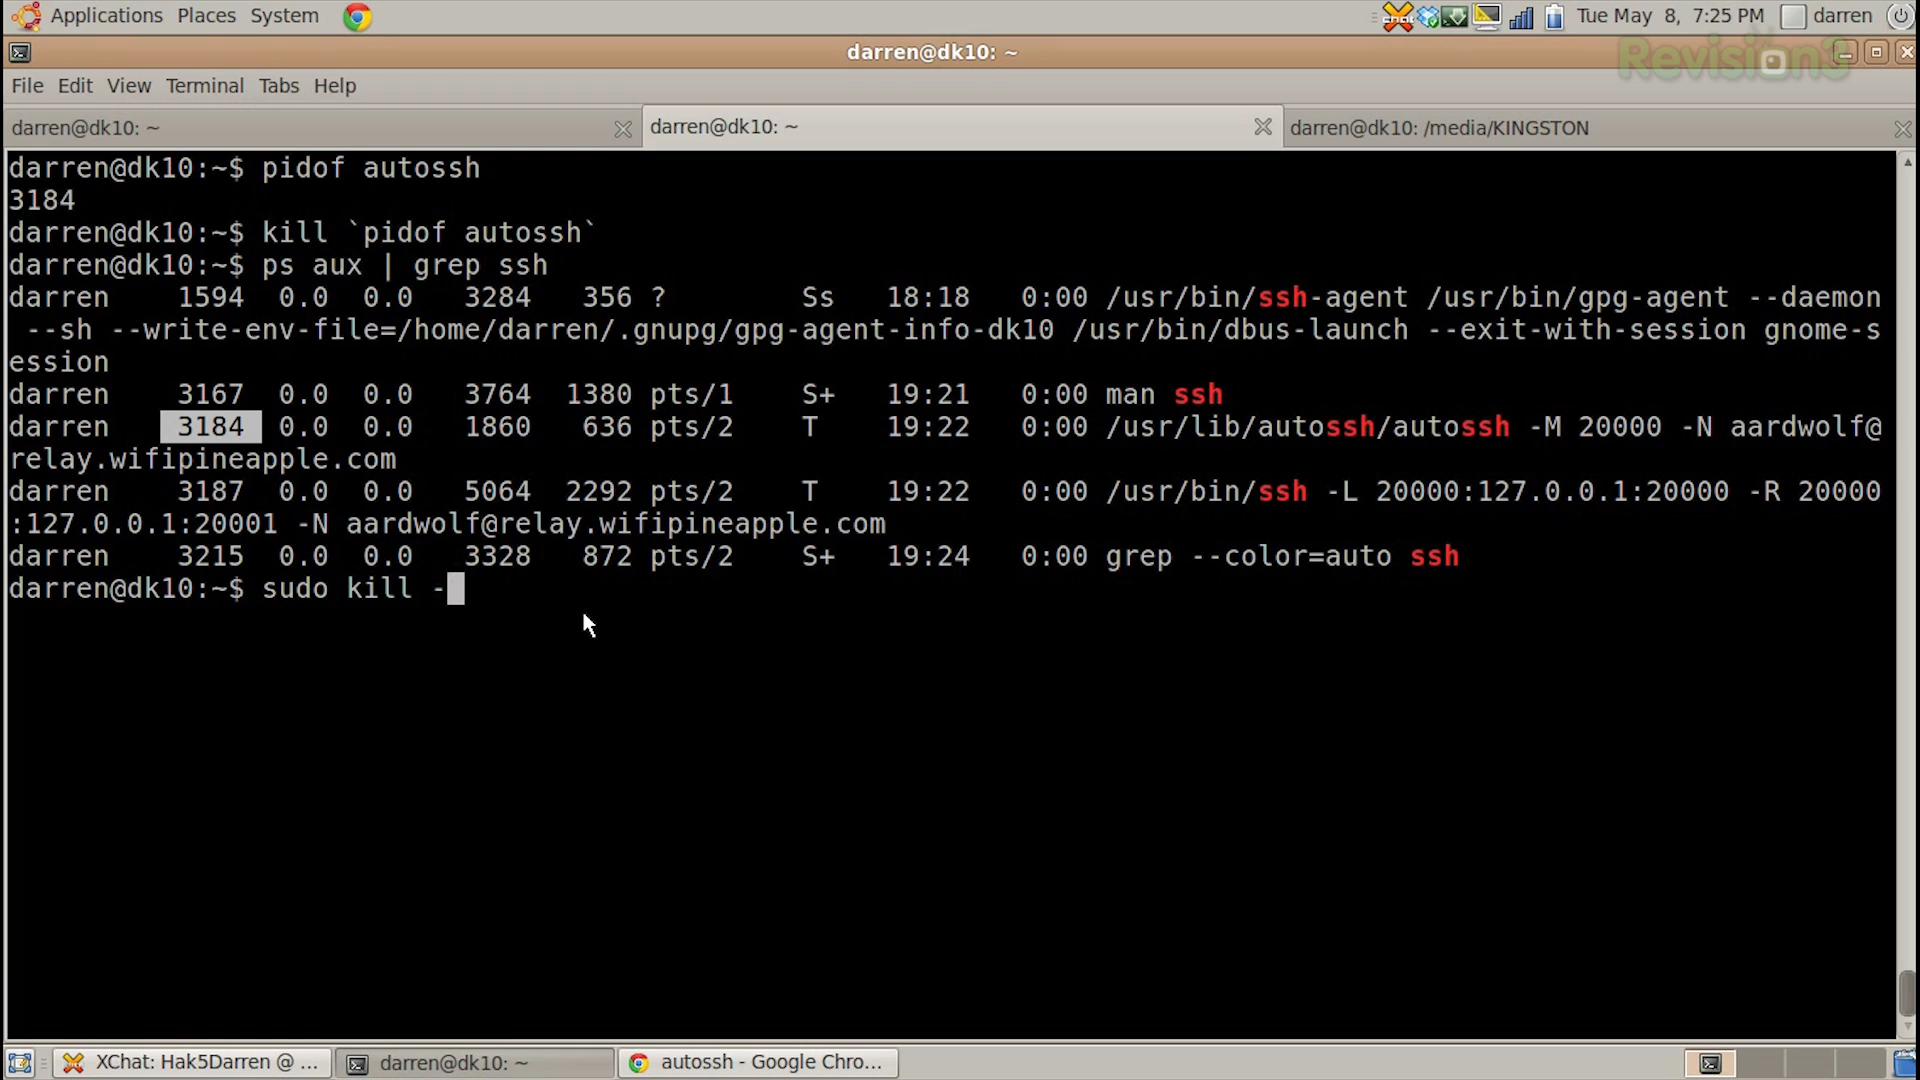 Applications Places System Tue May 8, 7:25 PM darren
darren@dk10: ~
Revision3
File Edit View Terminal Tabs Help
darren@dk10: ~ darren@dk10: ~ darren@dk10: /media/KINGSTON
darren@dk10:~$ pidof autossh
3184
darren@dk10:~$ kill `pidof autossh`
darren@dk10:~$ ps aux | grep ssh
darren 1594 0.0 0.0 3284 356 ? Ss 18:18 0:00 /usr/bin/ssh-agent /usr/bin/gpg-agent --daemon
--sh --write-env-file=/home/darren/.gnupg/gpg-agent-info-dk10 /usr/bin/dbus-launch --exit-with-session gnome-s
ession
darren 3167 0.0 0.0 3764 1380 pts/1 S+ 19:21 0:00 man ssh
darren 3184 0.0 0.0 1860 636 pts/2 T 19:22 0:00 /usr/lib/autossh/autossh -M 20000 -N aardwolf@
relay.wifipineapple.com
darren 3187 0.0 0.0 5064 2292 pts/2 T 19:22 0:00 /usr/bin/ssh -L 20000:127.0.0.1:20000 -R 20000
:127.0.0.1:20001 -N aardwolf@relay.wifipineapple.com
darren 3215 0.0 0.0 3328 872 pts/2 S+ 19:24 0:00 grep --color=auto ssh
darren@dk10:~$ sudo kill -
XChat: Hak5Darren @ ... darren@dk10: ~ autossh - Google Chro...